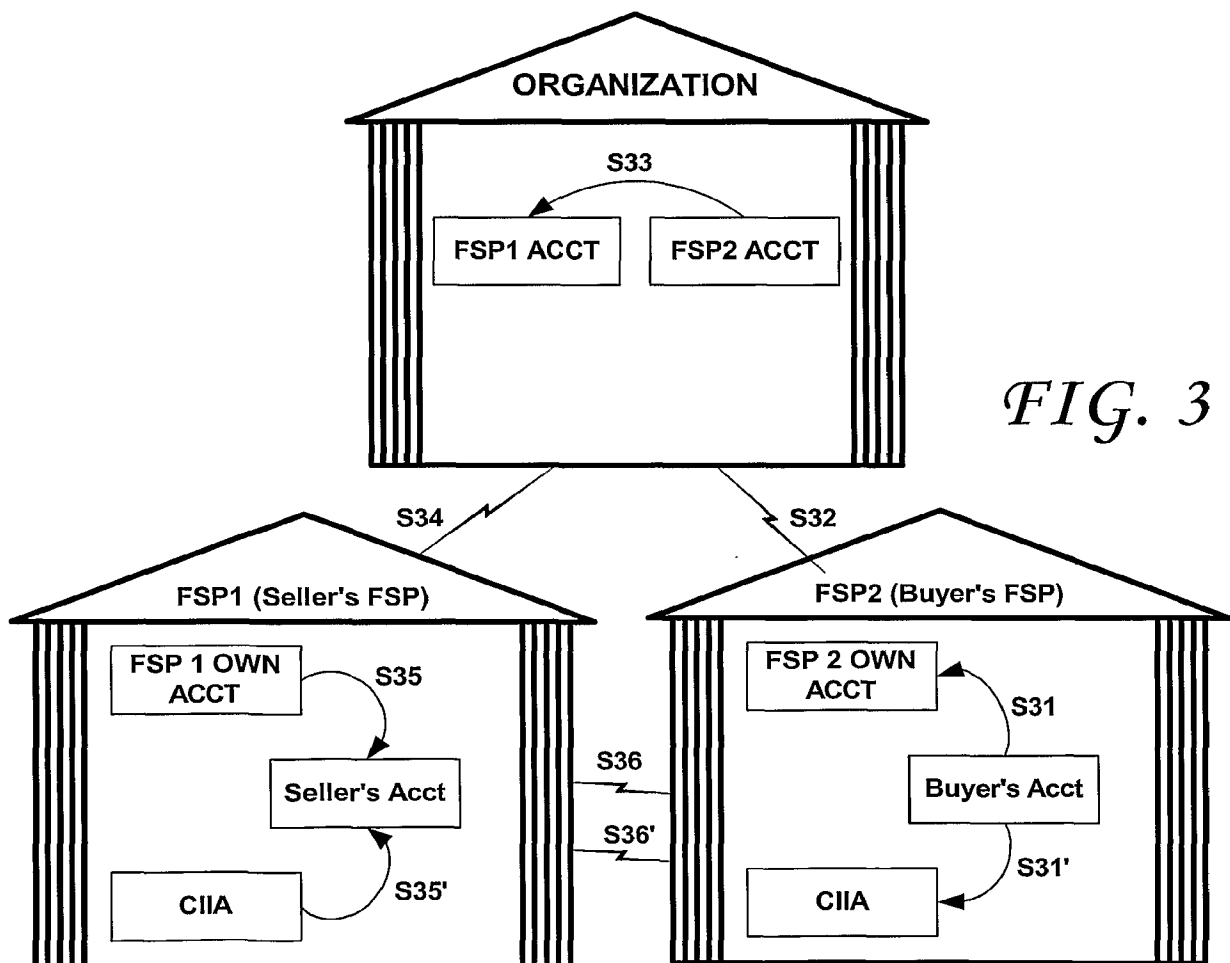 ORGANIZATION
S33
FSP1 ACCT
FSP2 ACCT
FIG. 3
S34
S32
FSP1 (Seller's FSP)
FSP2 (Buyer's FSP)
FSP 1 OWN
ACCT
S35
Seller's Acct
CIIA
S35'
S36
S36'
FSP 2 OWN
ACCT
S31
Buyer's Acct
S31'
CIIA